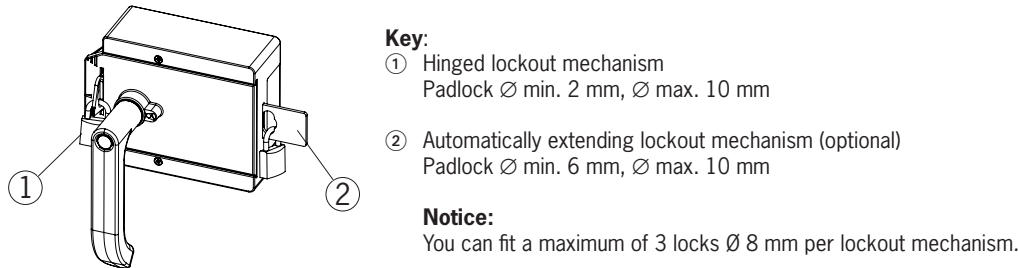 Key:
① Hinged lockout mechanism
Padlock ∅ min. 2 mm, ∅ max. 10 mm
② Automatically extending lockout mechanism (optional)
Padlock ∅ min. 6 mm, ∅ max. 10 mm
Notice:
You can fit a maximum of 3 locks Ø 8 mm per lockout mechanism.
①
②